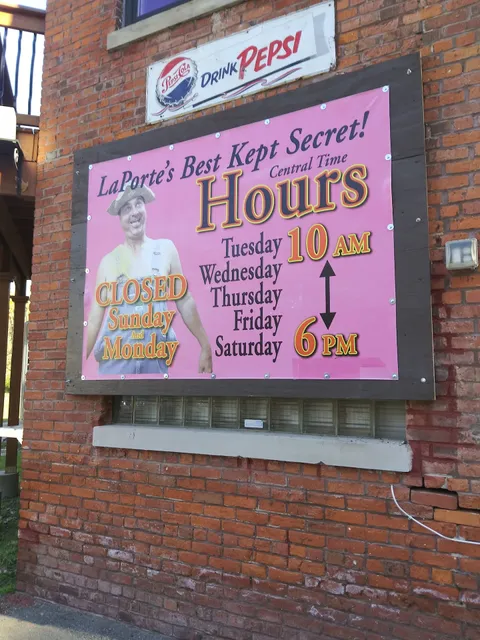 Pepsi-Cola
DRINK PEPSI
LaPorte's Best Kept Secret!
Central Time
Hours
Tuesday
Wednesday
Thursday
Friday
Saturday
10 AM
6 PM
CLOSED
Sunday
and
Monday